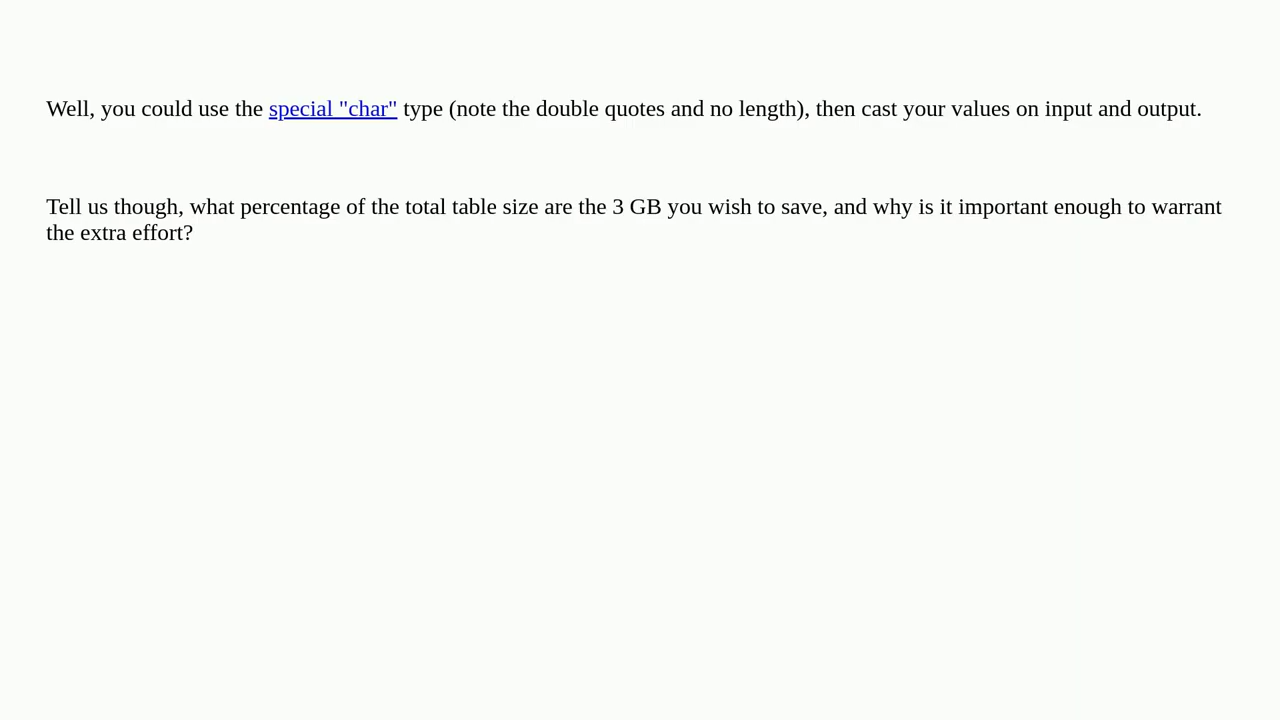 Well, you could use the special "char" type (note the double quotes and no length), then cast your values on input and output.
Tell us though, what percentage of the total table size are the 3 GB you wish to save, and why is it important enough to warrant
the extra effort?